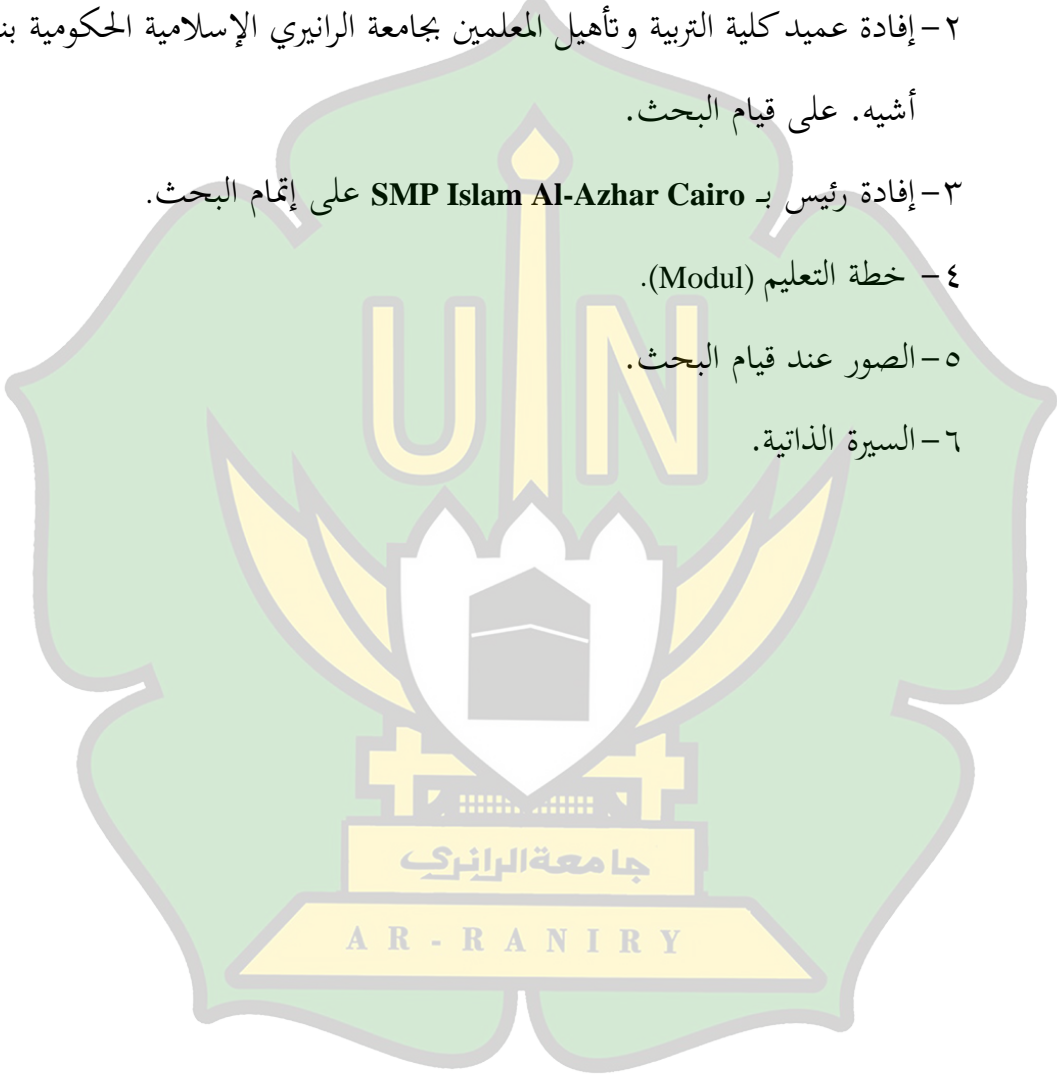 ٢-إفادة عميد كلية التربية وتأهيل المعلمين بجامعة الرانيري الإسلامية الحكومية
أشيه. على قيام البحث.
٣-إفادة رئيس بـ SMP Islam Al-Azhar Cairo على إتمام البحث.
٤- خطة التعليم (Modul).
٥-الصور عند قيام البحث.
٦-السيرة الذاتية.
U N
جامعة الرانري
AR-RANIRY